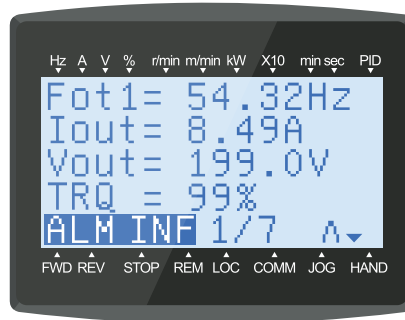 Hz A V % r/min m/min kW X10 min sec PID
Fot1= 54.32Hz
Iout= 8.49A
Vout= 199.0V
TRQ = 99%
ALM INF 1/7
FWD REV STOP REM LOC COMM JOG HAND